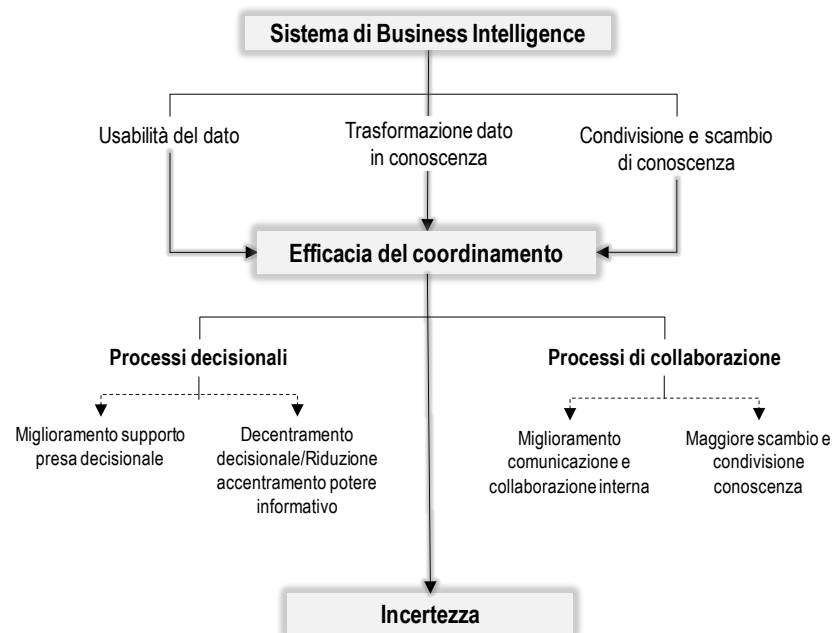 Sistema di Business Intelligence
Usabilità del dato
Trasformazione dato
in conoscenza
Condivisione e scambio
di conoscenza
Efficacia del coordinamento
Processi decisionali
Processi di collaborazione
Miglioramento supporto
presa decisionale
Decentramento
decisionale/Riduzione
accentramento potere
informativo
Miglioramento
comunicazione e
collaborazione interna
Maggiore scambio e
condivisione
conoscenza
Incertezza